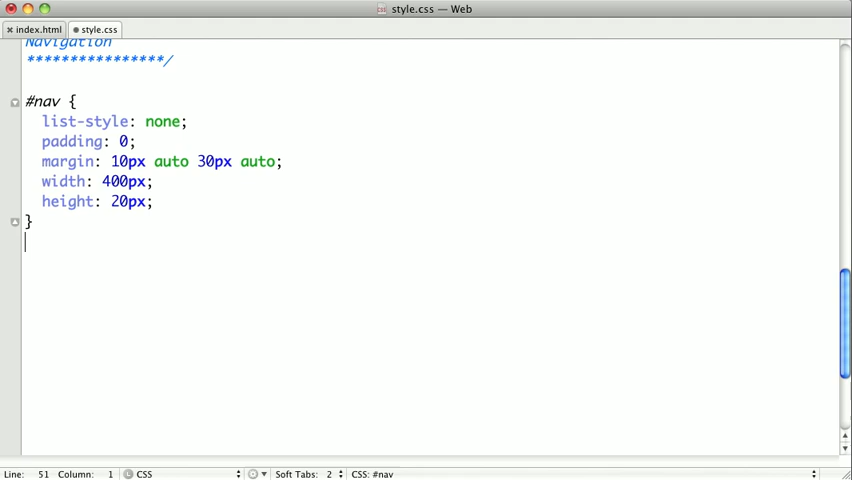 style.css — Web
index.html
style.css
Navigation
****************/
#nav {
list-style: none;
padding: 0;
margin: 10px auto 30px auto;
width: 400px;
height: 20px;
}
Line: 51 Column: 1 L CSS Soft Tabs: 2 CSS: #nav